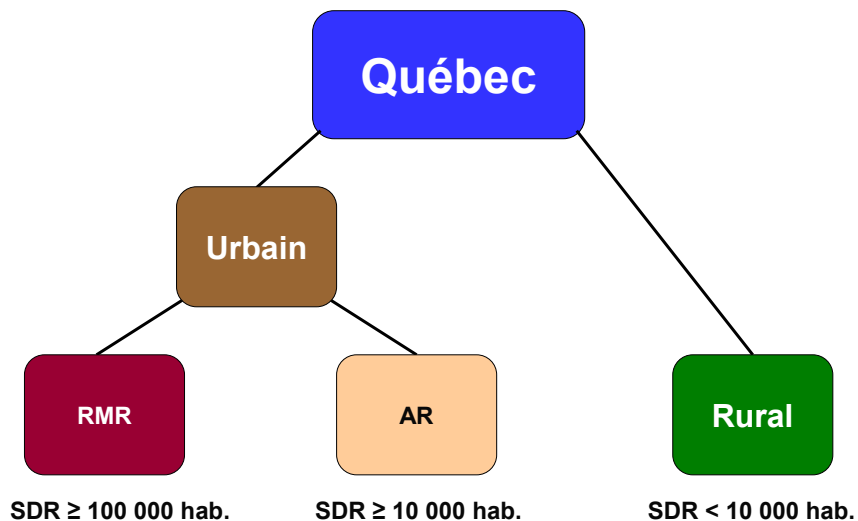 Québec
Urbain
RMR
AR
Rural
SDR ≥ 100 000 hab.
SDR ≥ 10 000 hab.
SDR < 10 000 hab.